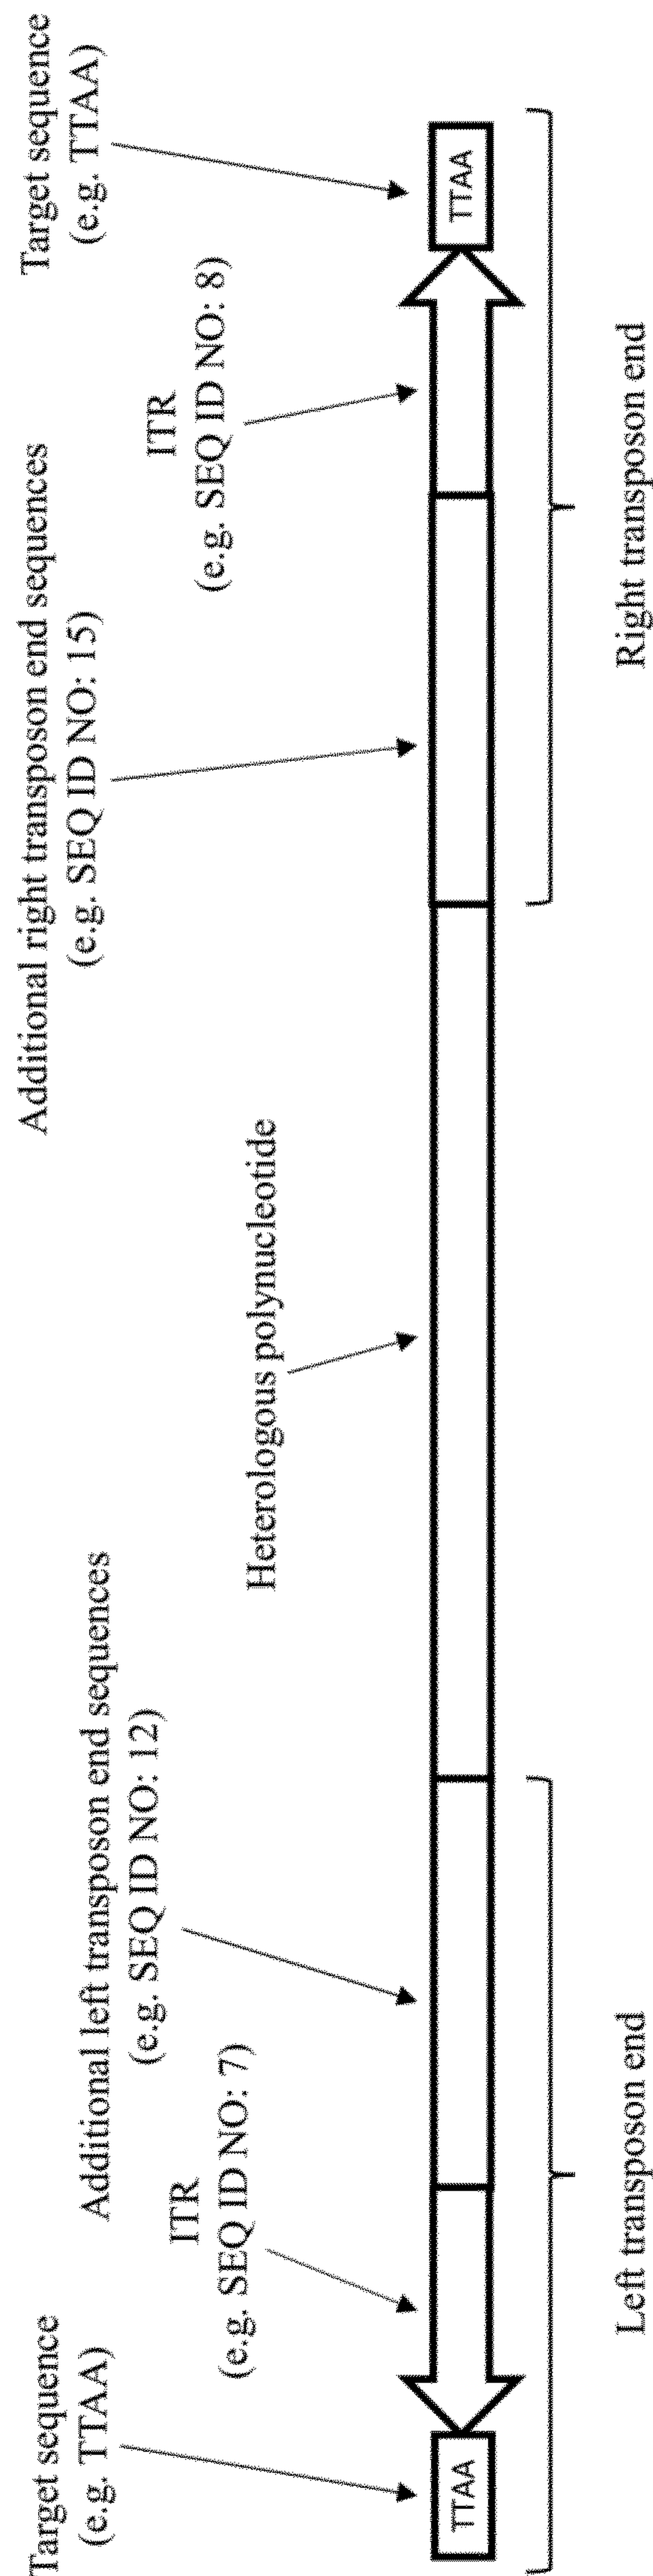 Target sequence
(e.g. TTAA)
ITR
(e.g. SEQ ID NO: 7)
Additional left transposon end sequences
(e.g. SEQ ID NO: 12)
Heterologous polynucleotide
Additional right transposon end sequences
(e.g. SEQ ID NO: 15)
ITR
(e.g. SEQ ID NO: 8)
Target sequence
(e.g. TTAA)
TTAA
TTAA
Left transposon end
Right transposon end